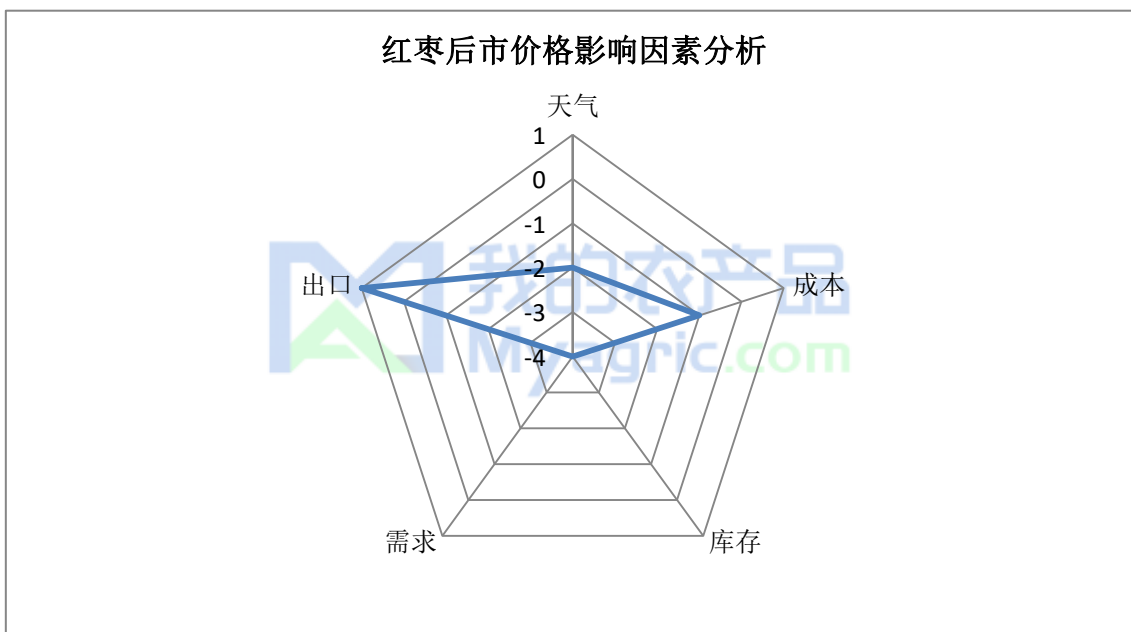 红枣后市价格影响因素分析
天气
1
0
-1
-2
-3
-4
出口
成本
需求
库存
我的农产品
Myagric.com